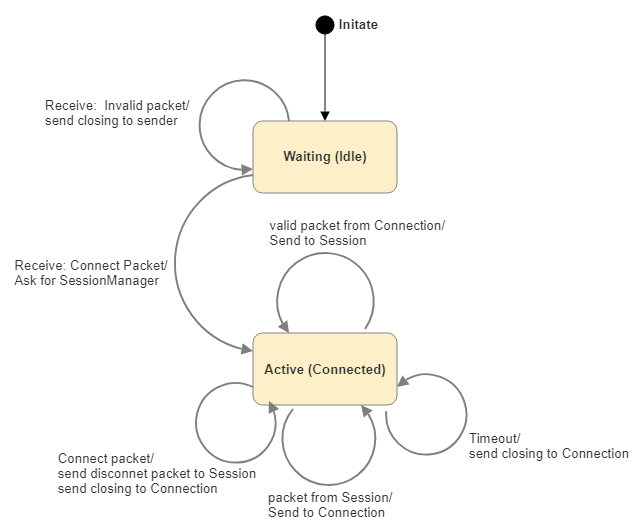 Initate
Receive:  Invalid packet/
send closing to sender
Waiting (Idle)
valid packet from Connection/
Send to Session
Receive: Connect Packet/
Ask for SessionManager
Active (Connected)
Timeout/
send closing to Connection
Connect packet/
send disconnet packet to Session
send closing to Connection
packet from Session/
Send to Connection